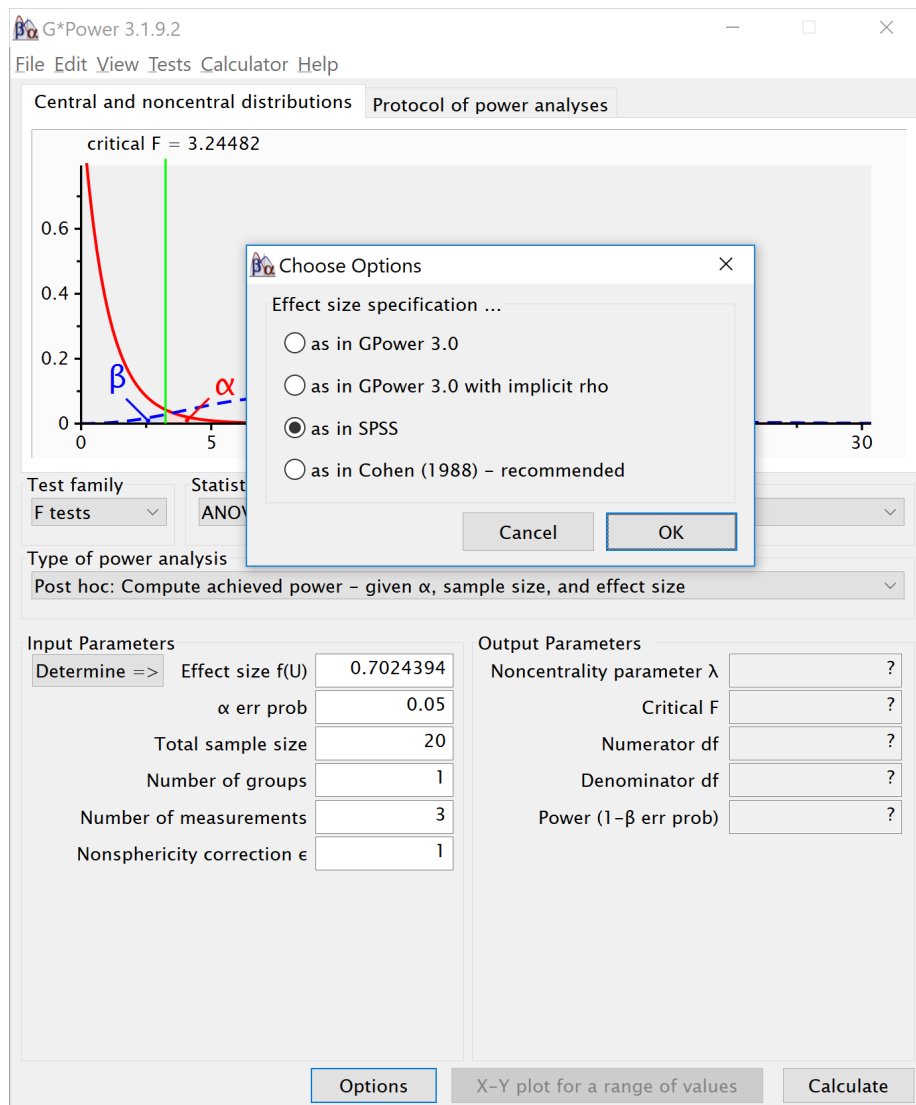 G*Power 3.1.9.2
File Edit View Tests Calculator Help
Central and noncentral distributions Protocol of power analyses
critical F = 3.24482
0.6
0.4
0.2
0
β α
0 5 30
Choose Options
Effect size specification ...
as in GPower 3.0
as in GPower 3.0 with implicit rho
as in SPSS
as in Cohen (1988) – recommended
Cancel OK
Test family Statist
F tests ANOV
Type of power analysis
Post hoc: Compute achieved power – given α, sample size, and effect size
Input Parameters Output Parameters
Determine => Effect size f(U) 0.7024394 Noncentrality parameter λ ?
α err prob 0.05 Critical F ?
Total sample size 20 Numerator df ?
Number of groups 1 Denominator df ?
Number of measurements 3 Power (1–β err prob) ?
Nonsphericity correction ϵ 1
Options X–Y plot for a range of values Calculate